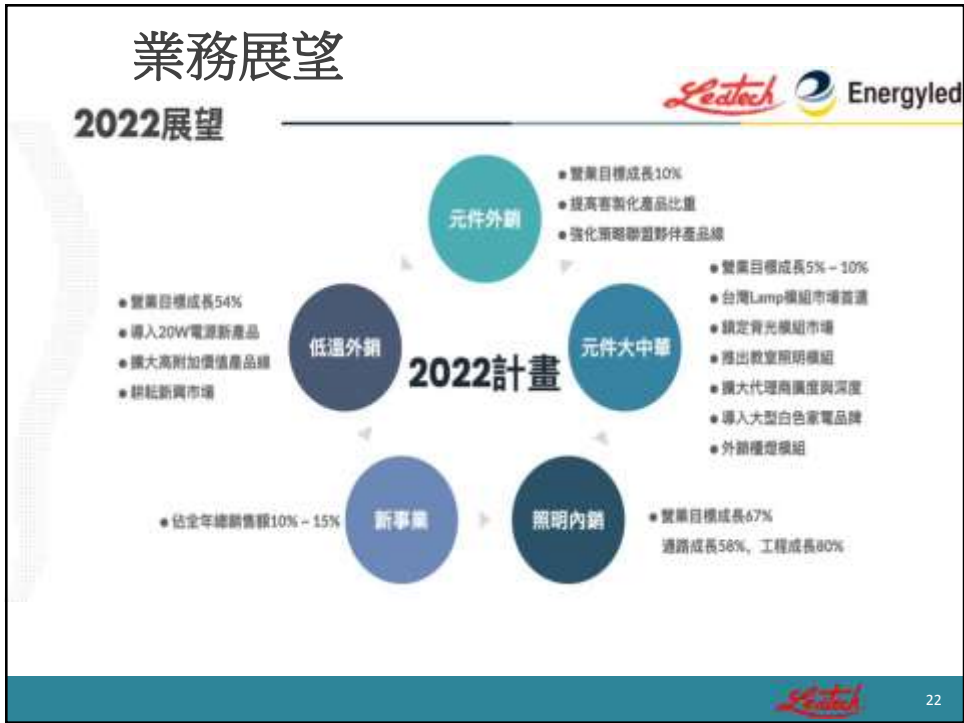 業務展望
Ledtech
Energyled
2022展望
元件外銷
●營業目標成長10%
●提高客製化產品比重
●強化策略聯盟夥伴產品線
元件大中華
●營業目標成長5%~10%
●台灣Lamp模組市場首選
●鎖定背光模組市場
●推出教室照明模組
●擴大代理商廣度與深度
●導入大型白色家電品牌
●外銷櫃燈模組
照明內銷
●營業目標成長67%
通路成長58%、工程成長80%
新事業
●佔全年總銷售額10%~15%
低溫外銷
●營業目標成長54%
●導入20W電源新產品
●擴大高附加價值產品線
●耕耘新興市場
2022計畫
Ledtech
22